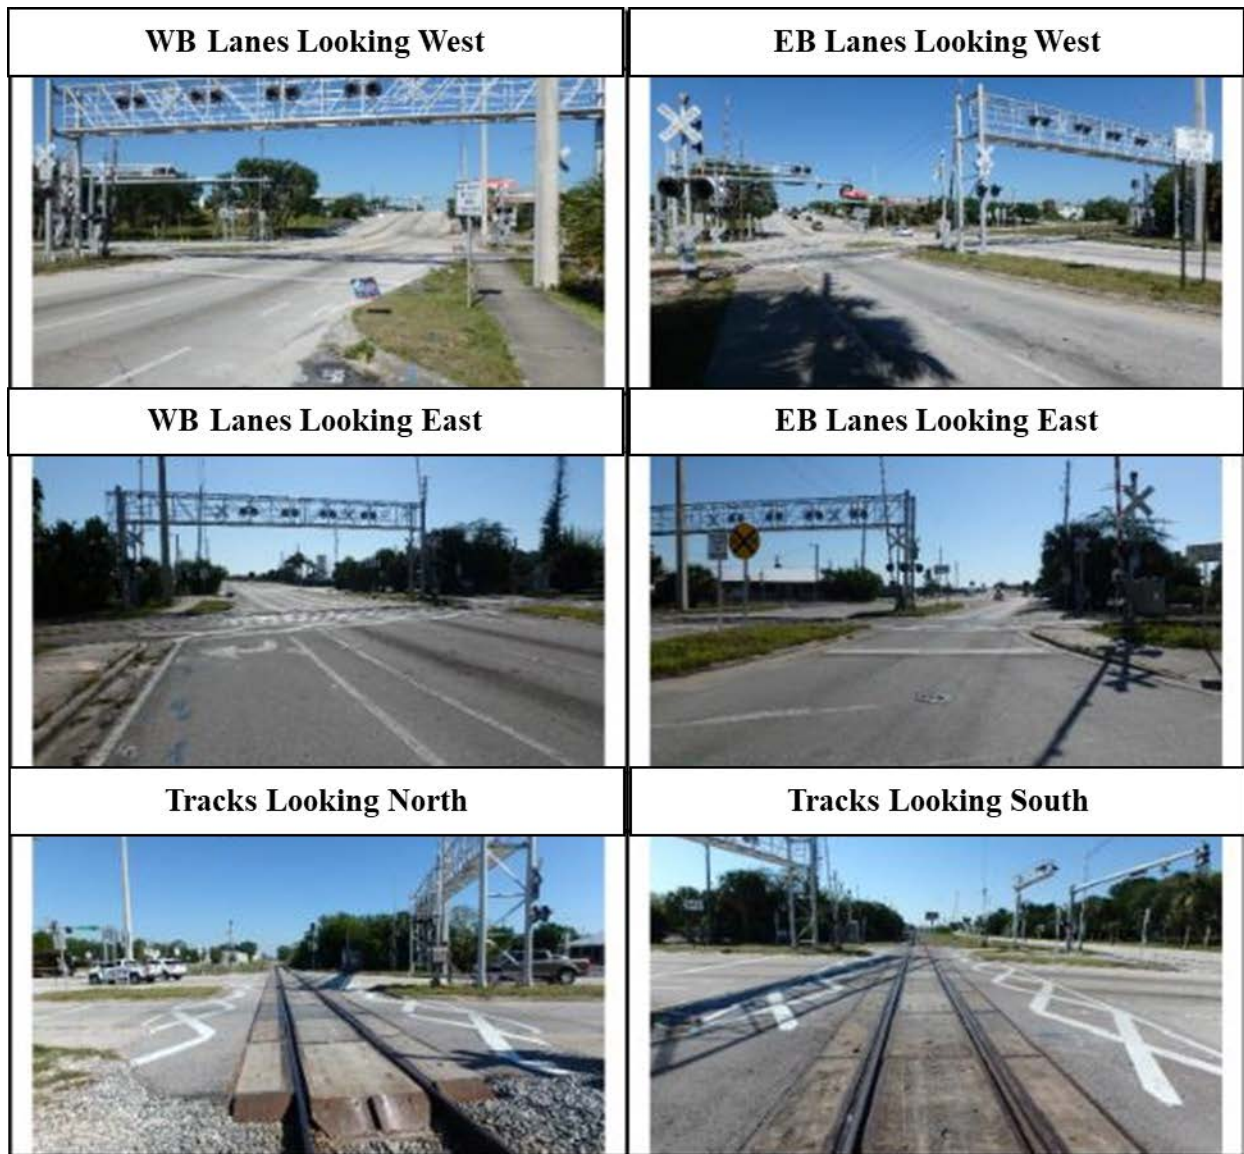 WB Lanes Looking West
EB Lanes Looking West
WB Lanes Looking East
EB Lanes Looking East
Tracks Looking North
Tracks Looking South